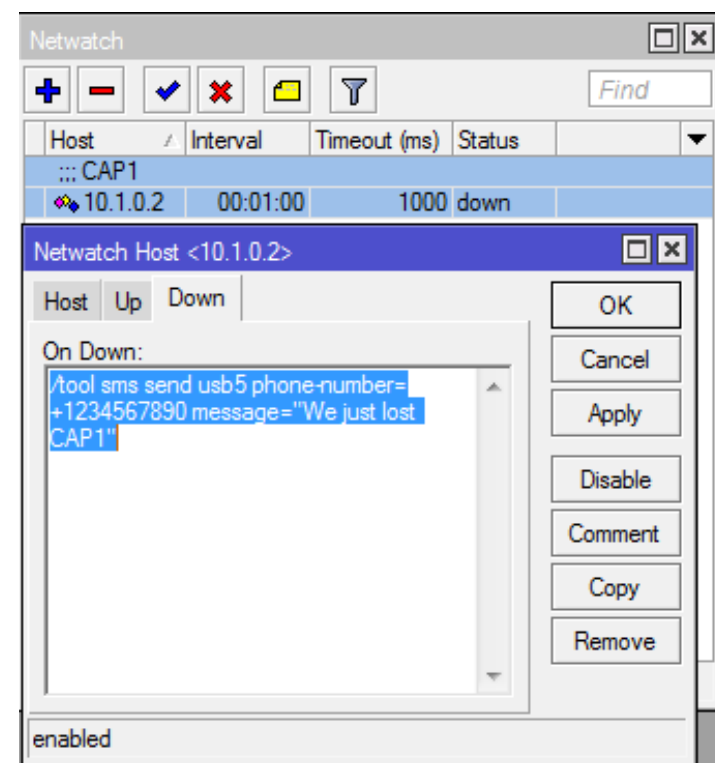 Netwatch
Find
Host Interval Timeout (ms) Status
::: CAP1
10.1.0.2 00:01:00 1000 down
Netwatch Host <10.1.0.2>
Host Up Down
OK
On Down:
Cancel
/tool sms send usb5 phone-number=
+1234567890 message="We just lost
CAP1"
Apply
Disable
Comment
Copy
Remove
enabled